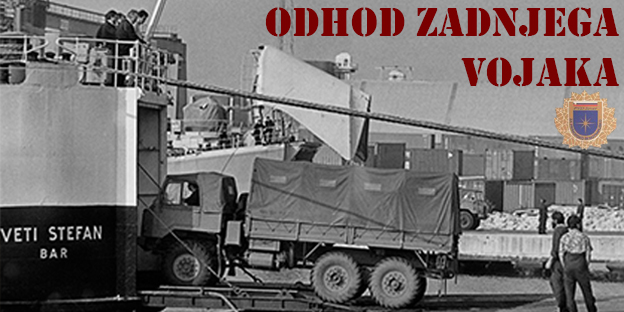 ODHOD ZADNJEGA
VOJAKA
VETI STEFAN
BAR